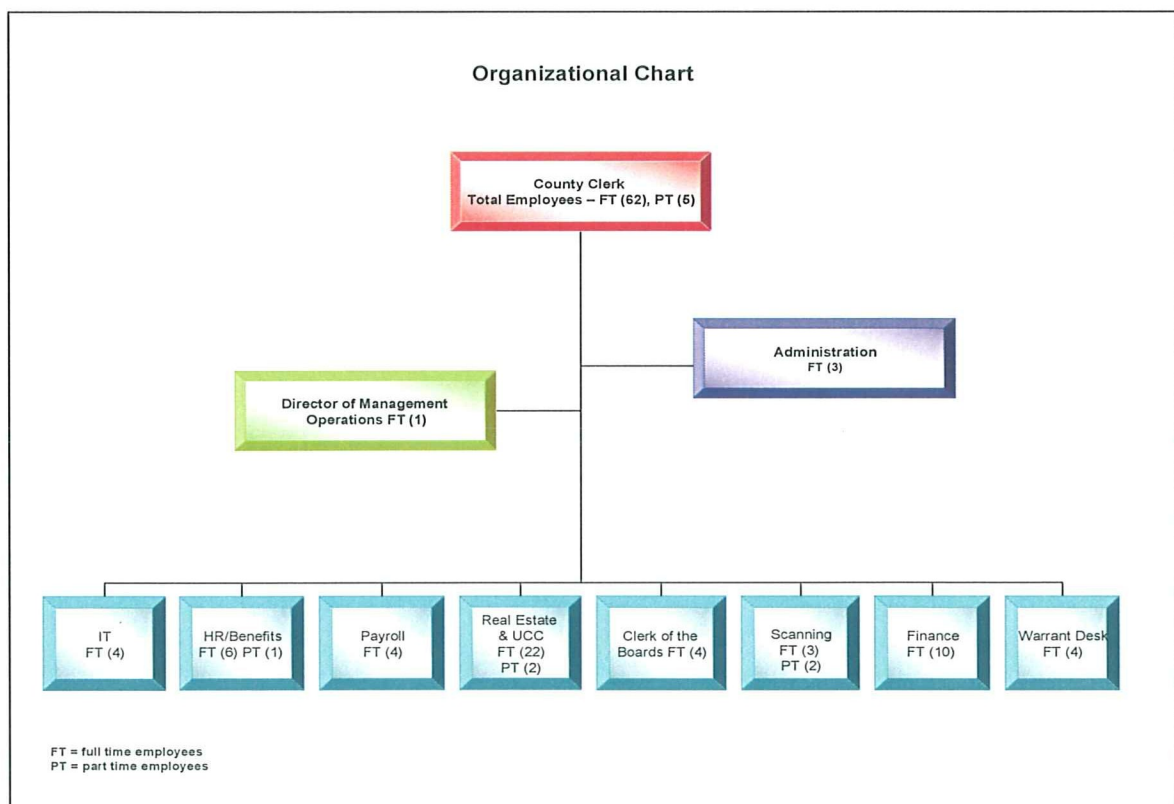 Organizational Chart
County Clerk
Total Employees – FT (62), PT (5)
Administration
FT (3)
Director of Management
Operations FT (1)
IT
FT (4)
HR/Benefits
FT (6) PT (1)
Payroll
FT (4)
Real Estate
& UCC
FT (22)
PT (2)
Clerk of the
Boards FT (4)
Scanning
FT (3)
PT (2)
Finance
FT (10)
Warrant Desk
FT (4)
FT = full time employees
PT = part time employees